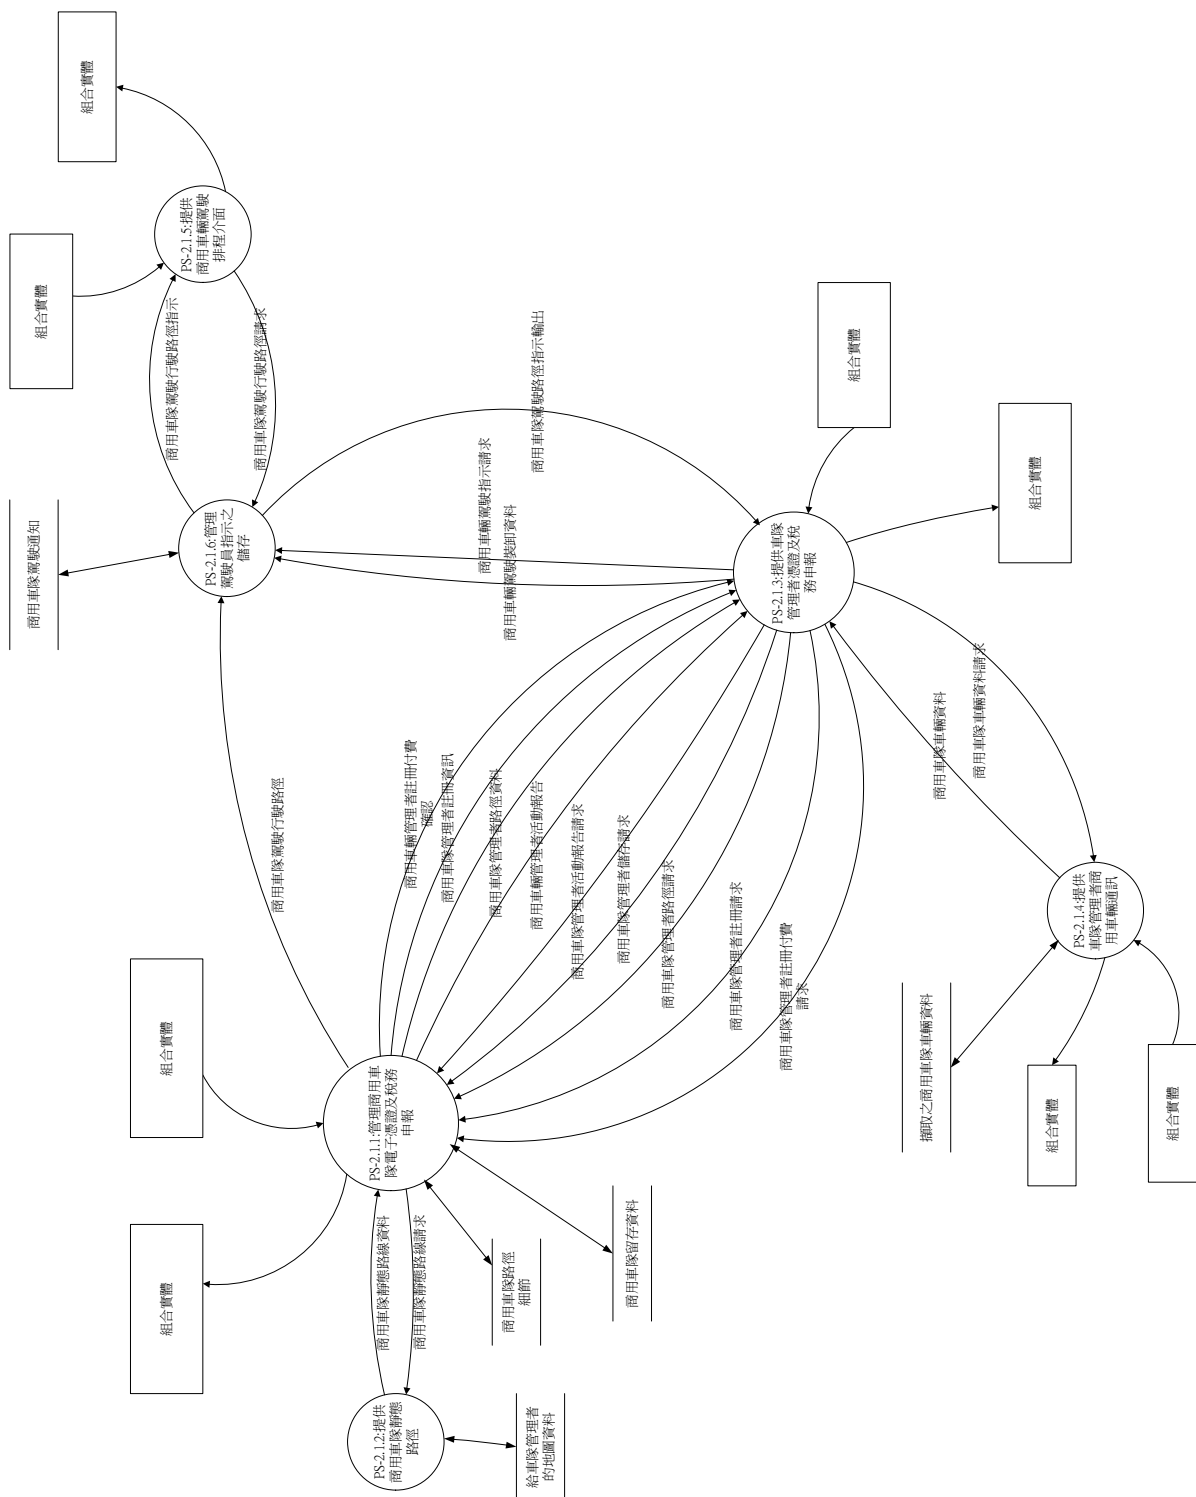 組合實體
組合實體
PS-2.1.5:提供
商用車輛駕駛
排程介面
商用車隊駕駛行駛路徑指示
商用車隊駕駛行駛路徑請求
商用車隊駕駛通知
PS-2.1.6:管理
駕駛員指示之
儲存
商用車隊駕駛路徑指示輸出
商用車輛駕駛指示請求
商用車輛駕駛裝卸資料
組合實體
組合實體
PS-2.1.3:提供車隊
管理者憑證及稅
務申報
商用車隊駕駛行駛路徑
商用車輛管理者註冊付費
確認
商用車隊管理者註冊資訊
商用車隊管理者路徑資料
商用車輛管理者活動報告
商用車隊管理者活動報告請求
商用車隊管理者儲存請求
商用車隊管理者路徑請求
商用車隊管理者註冊請求
商用車隊管理者註冊付費
請求
商用車隊車輛資料
商用車隊車輛資料請求
PS-2.1.4:提供
車隊管理者商
用車輛通訊
擷取之商用車隊車輛資料
組合實體
組合實體
組合實體
組合實體
PS-2.1.1:管理商用車
隊電子憑證及稅務
申報
商用車隊靜態路線資料
商用車隊靜態路線請求
商用車隊路徑
細節
商用車隊留存資料
PS-2.1.2:提供
商用車隊靜態
路徑
給車隊管理者
的地圖資料